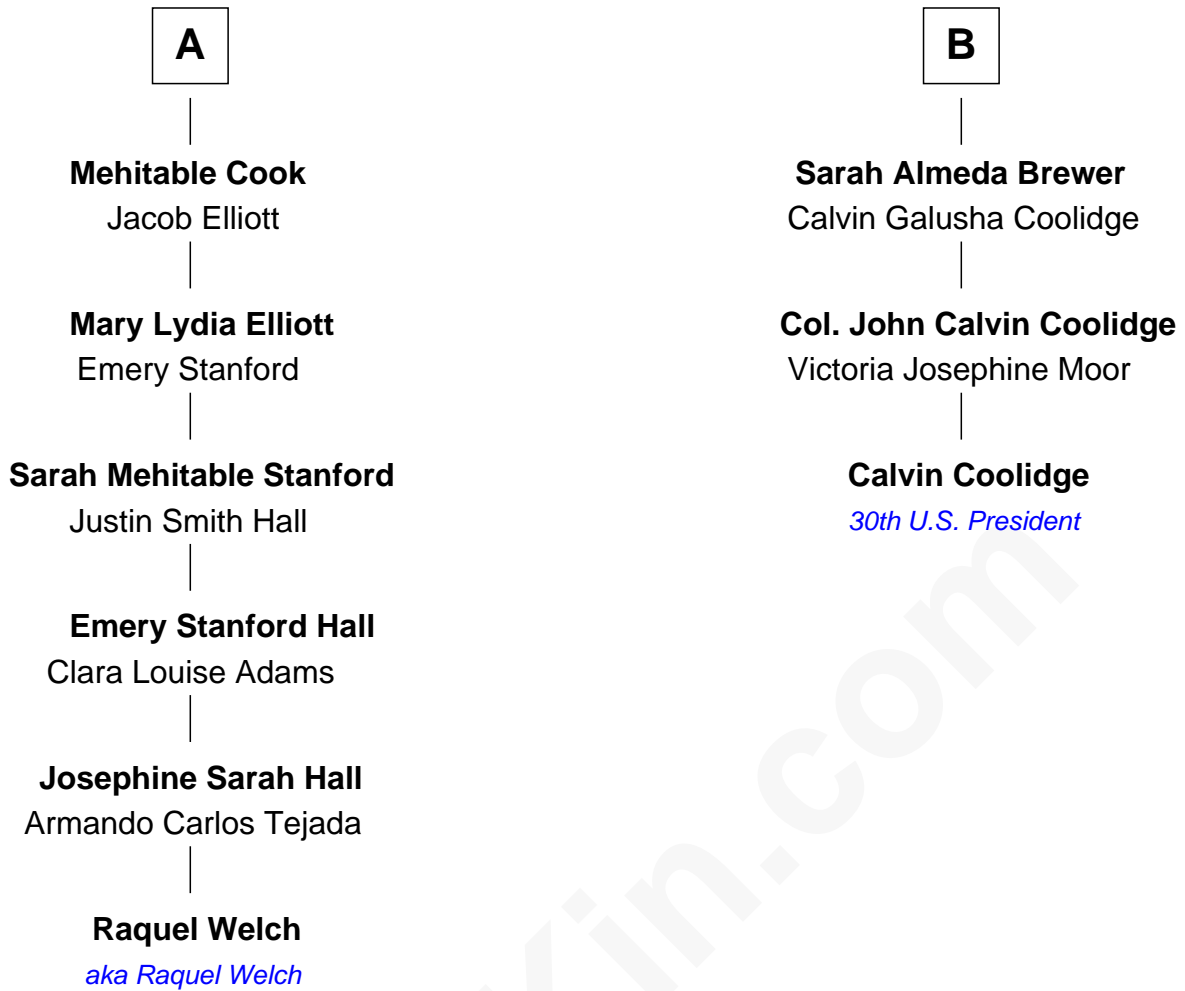 A
Mehitable Cook
Jacob Elliott
Mary Lydia Elliott
Emery Stanford
Sarah Mehitable Stanford
Justin Smith Hall
Emery Stanford Hall
Clara Louise Adams
Josephine Sarah Hall
Armando Carlos Tejada
Raquel Welch
aka Raquel Welch
B
Sarah Almeda Brewer
Calvin Galusha Coolidge
Col. John Calvin Coolidge
Victoria Josephine Moor
Calvin Coolidge
30th U.S. President
Kin.com